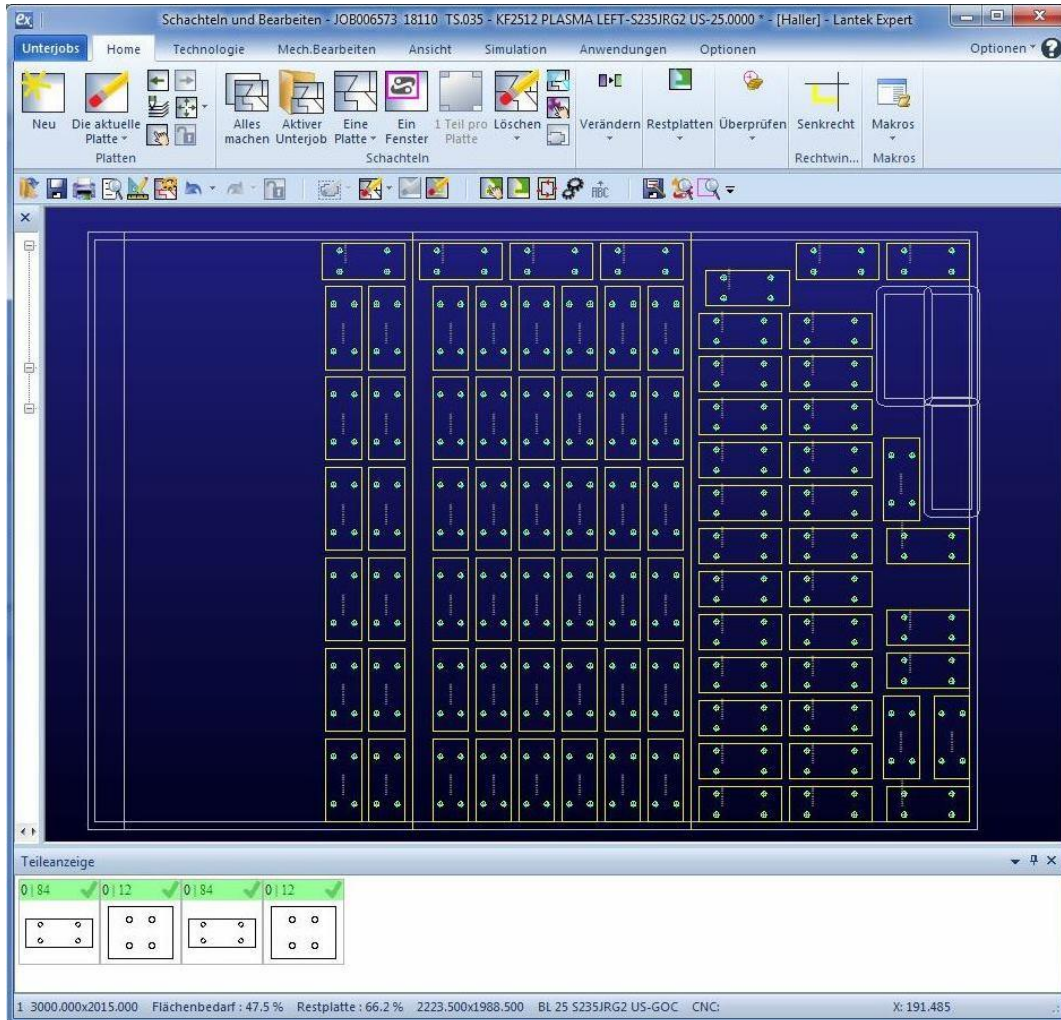 Schachteln und Bearbeiten - JOB006573 18110 TS.035 - KF2512 PLASMA LEFT-S235JRG2 US-25.0000 * - [Haller] - Lantek Expert
Unterjobs Home Technologie Mech.Bearbeiten Ansicht Simulation Anwendungen Optionen Optionen
Neu Die aktuelle Platte Alles machen Aktiver Unterjob Eine Platte Ein Fenster 1 Teil pro Platte Löschen Verändern Restplatten Überprüfen Senkrecht Makros
Platten Schachteln Rechtwin... Makros
ABC
Teileanzeige
0 | 84 0 | 12 0 | 84 0 | 12
1 3000.000x2015.000 Flächenbedarf : 47.5 % Restplatte : 66.2 % 2223.500x1988.500 BL 25 S235JRG2 US-GOC CNC: X: 191.485